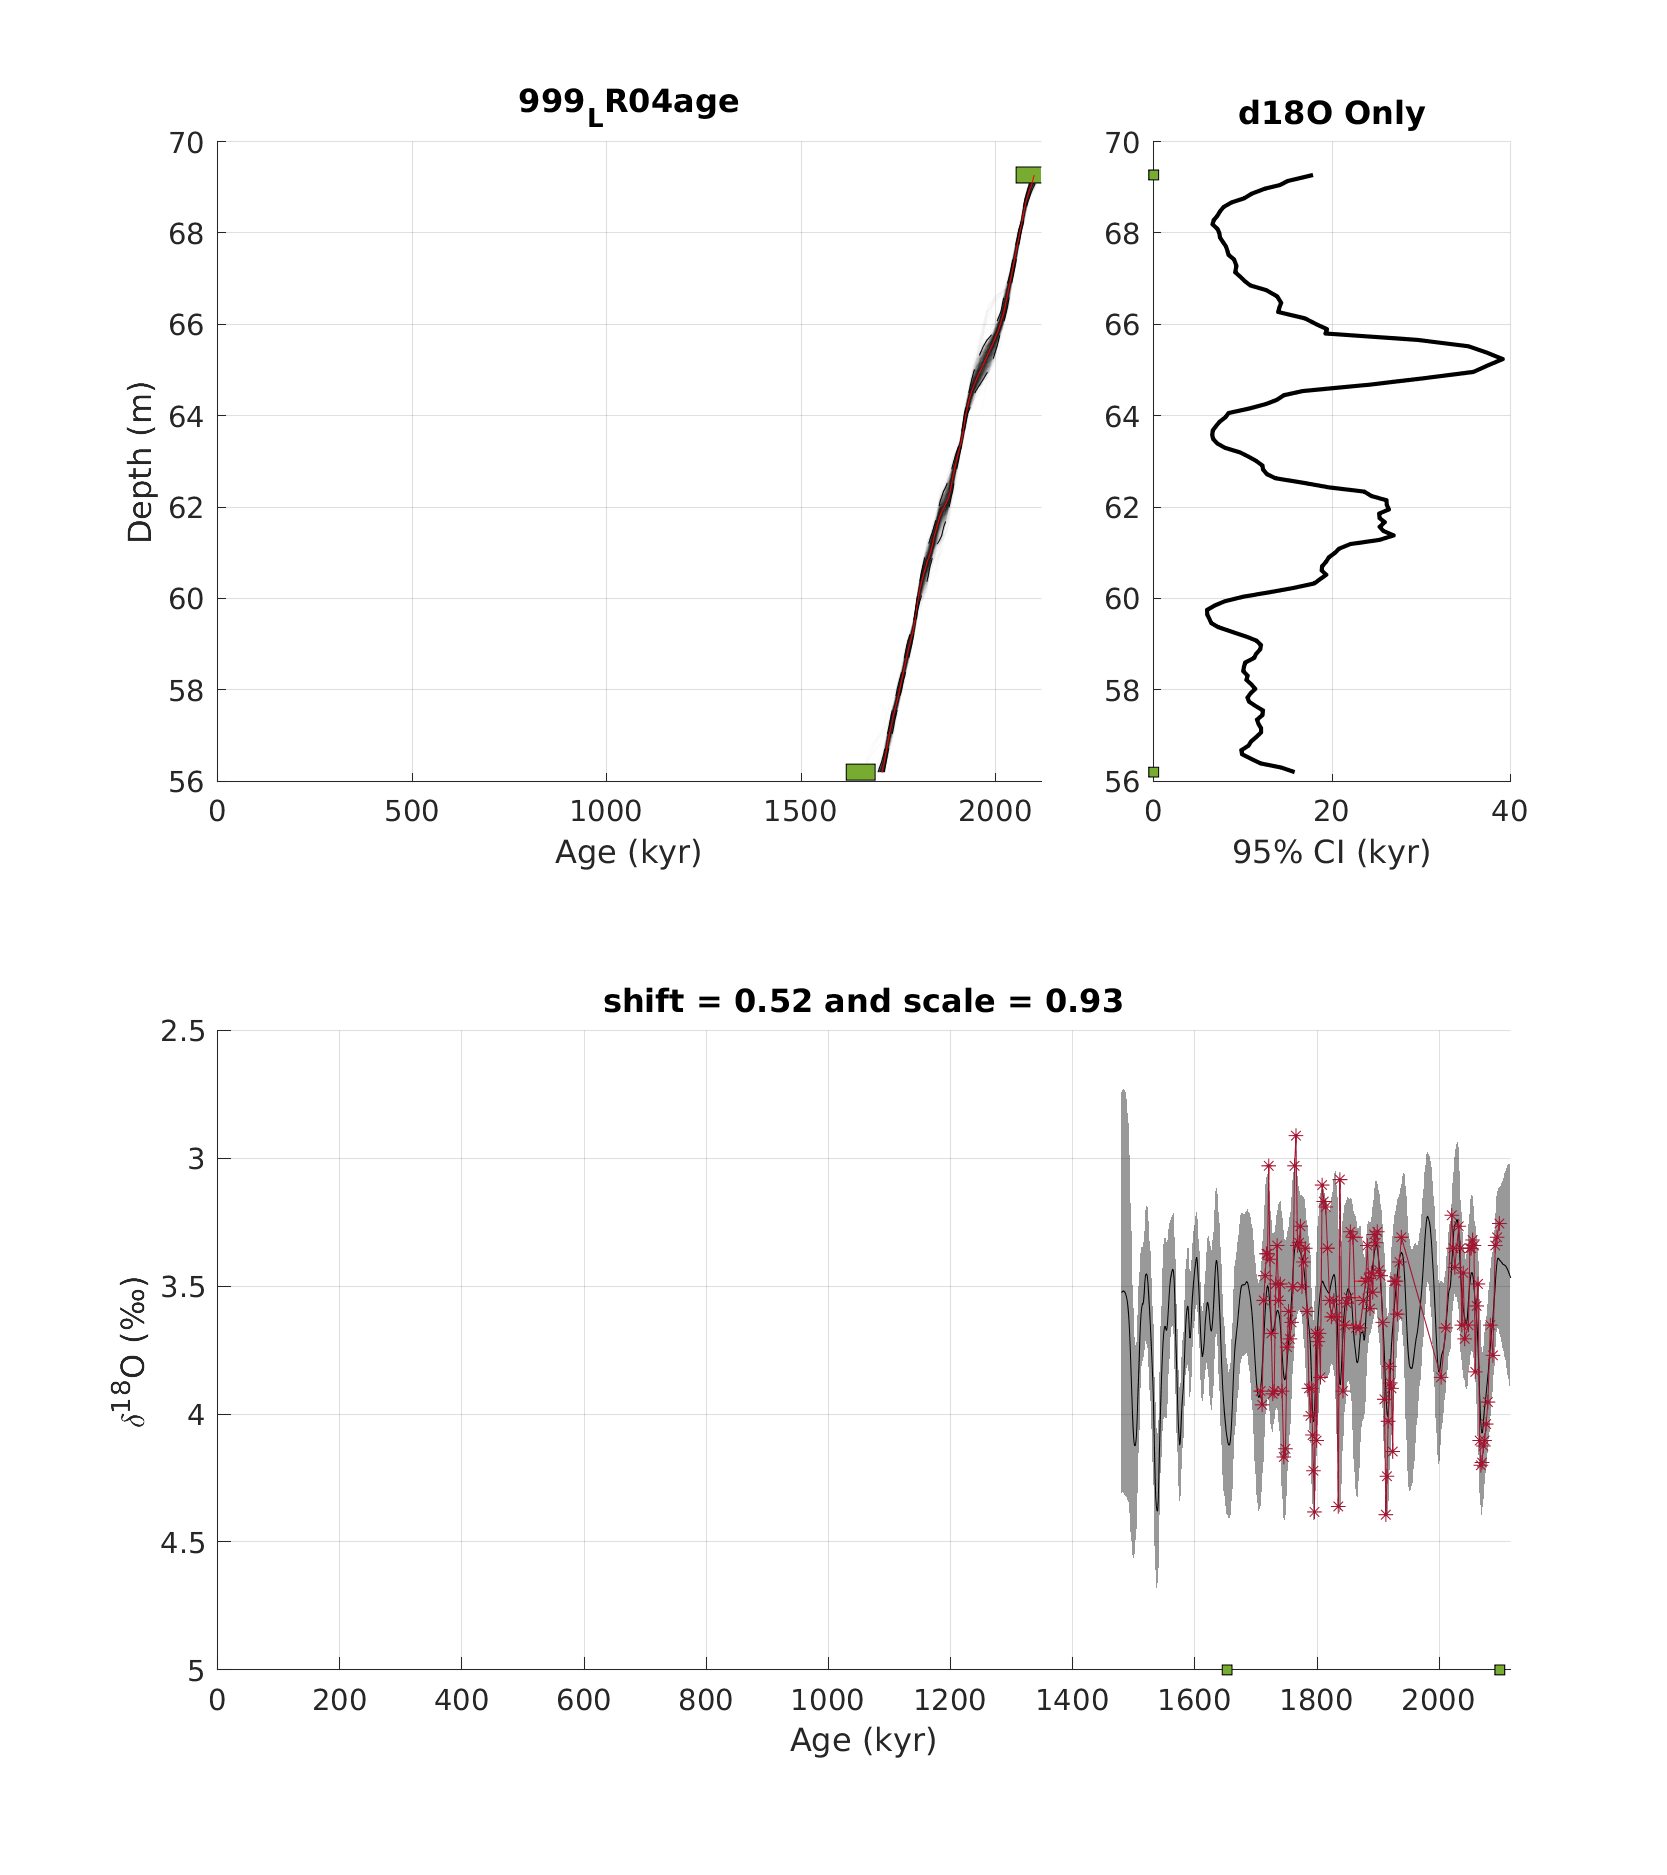 999_LR04age
70
68
66
64
62
60
58
56
Depth (m)
0 500 1000 1500 2000
Age (kyr)
d18O Only
70
68
66
64
62
60
58
56
0 20 40
95% CI (kyr)
shift = 0.52 and scale = 0.93
2.5
3
3.5
4
4.5
5
δ¹⁸O (‰)
0 200 400 600 800 1000 1200 1400 1600 1800 2000
Age (kyr)